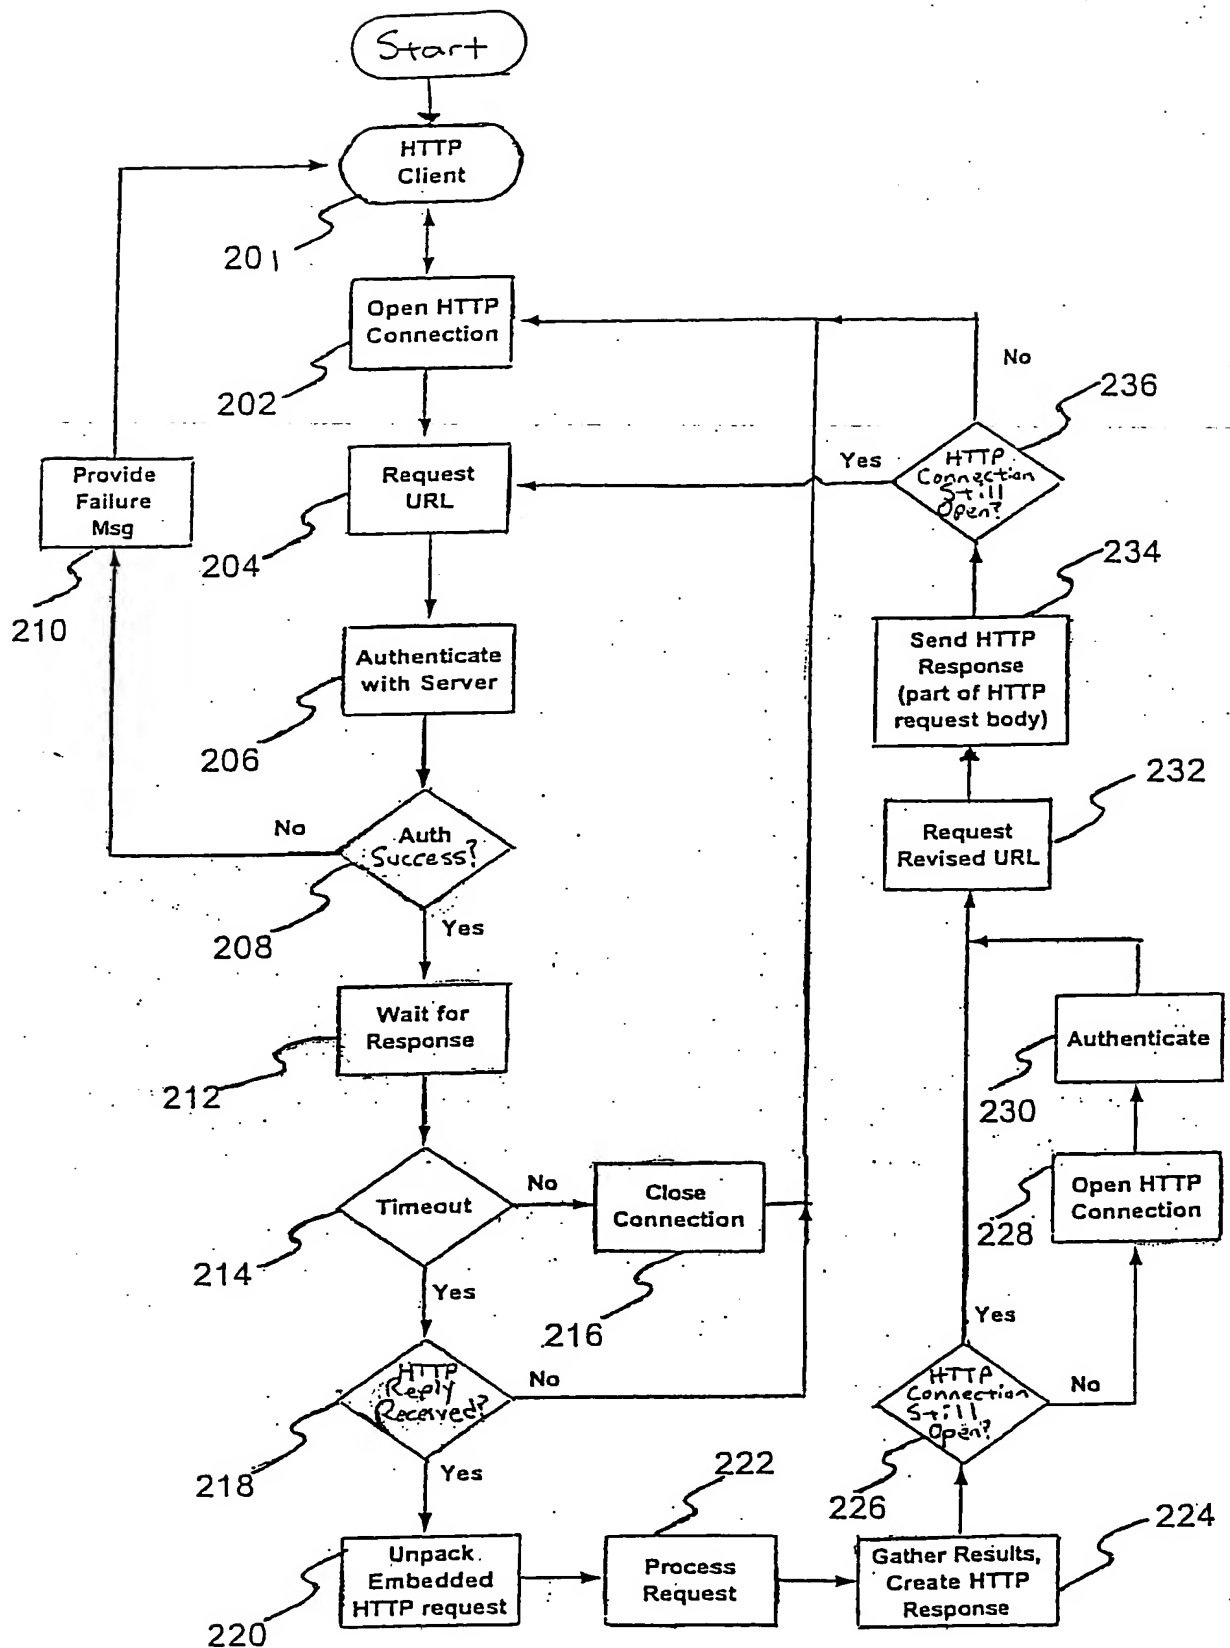 Start
HTTP
Client
201
Open HTTP
Connection
202
No
236
Request
URL
204
Yes
HTTP
Connection
Still
Open?
Provide
Failure
Msg
210
234
Send HTTP
Response
(part of HTTP
request body)
Authenticate
with Server
206
232
Request
Revised URL
No
Auth
Success?
208
Yes
Wait for
Response
212
Authenticate
230
Timeout
214
No
Close
Connection
216
Open HTTP
Connection
228
Yes
Yes
HTTP
Reply
Received?
218
No
HTTP
Connection
Still
Open?
226
No
Yes
222
224
Unpack
Embedded
HTTP request
220
Process
Request
Gather Results,
Create HTTP
Response